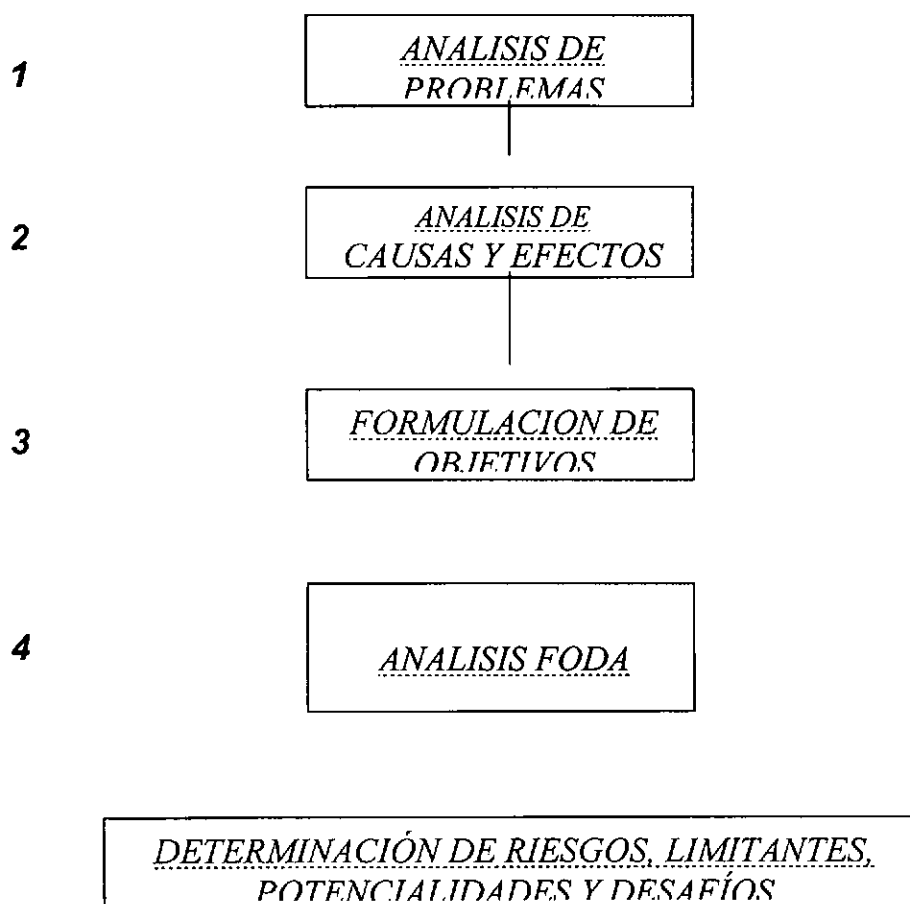 1
ANALISIS DE
PROBLEMAS
2
ANALISIS DE
CAUSAS Y EFECTOS
3
FORMULACION DE
OBJETIVOS
4
ANALISIS FODA
DETERMINACIÓN DE RIESGOS, LIMITANTES,
POTENCIALIDADES Y DESAFÍOS